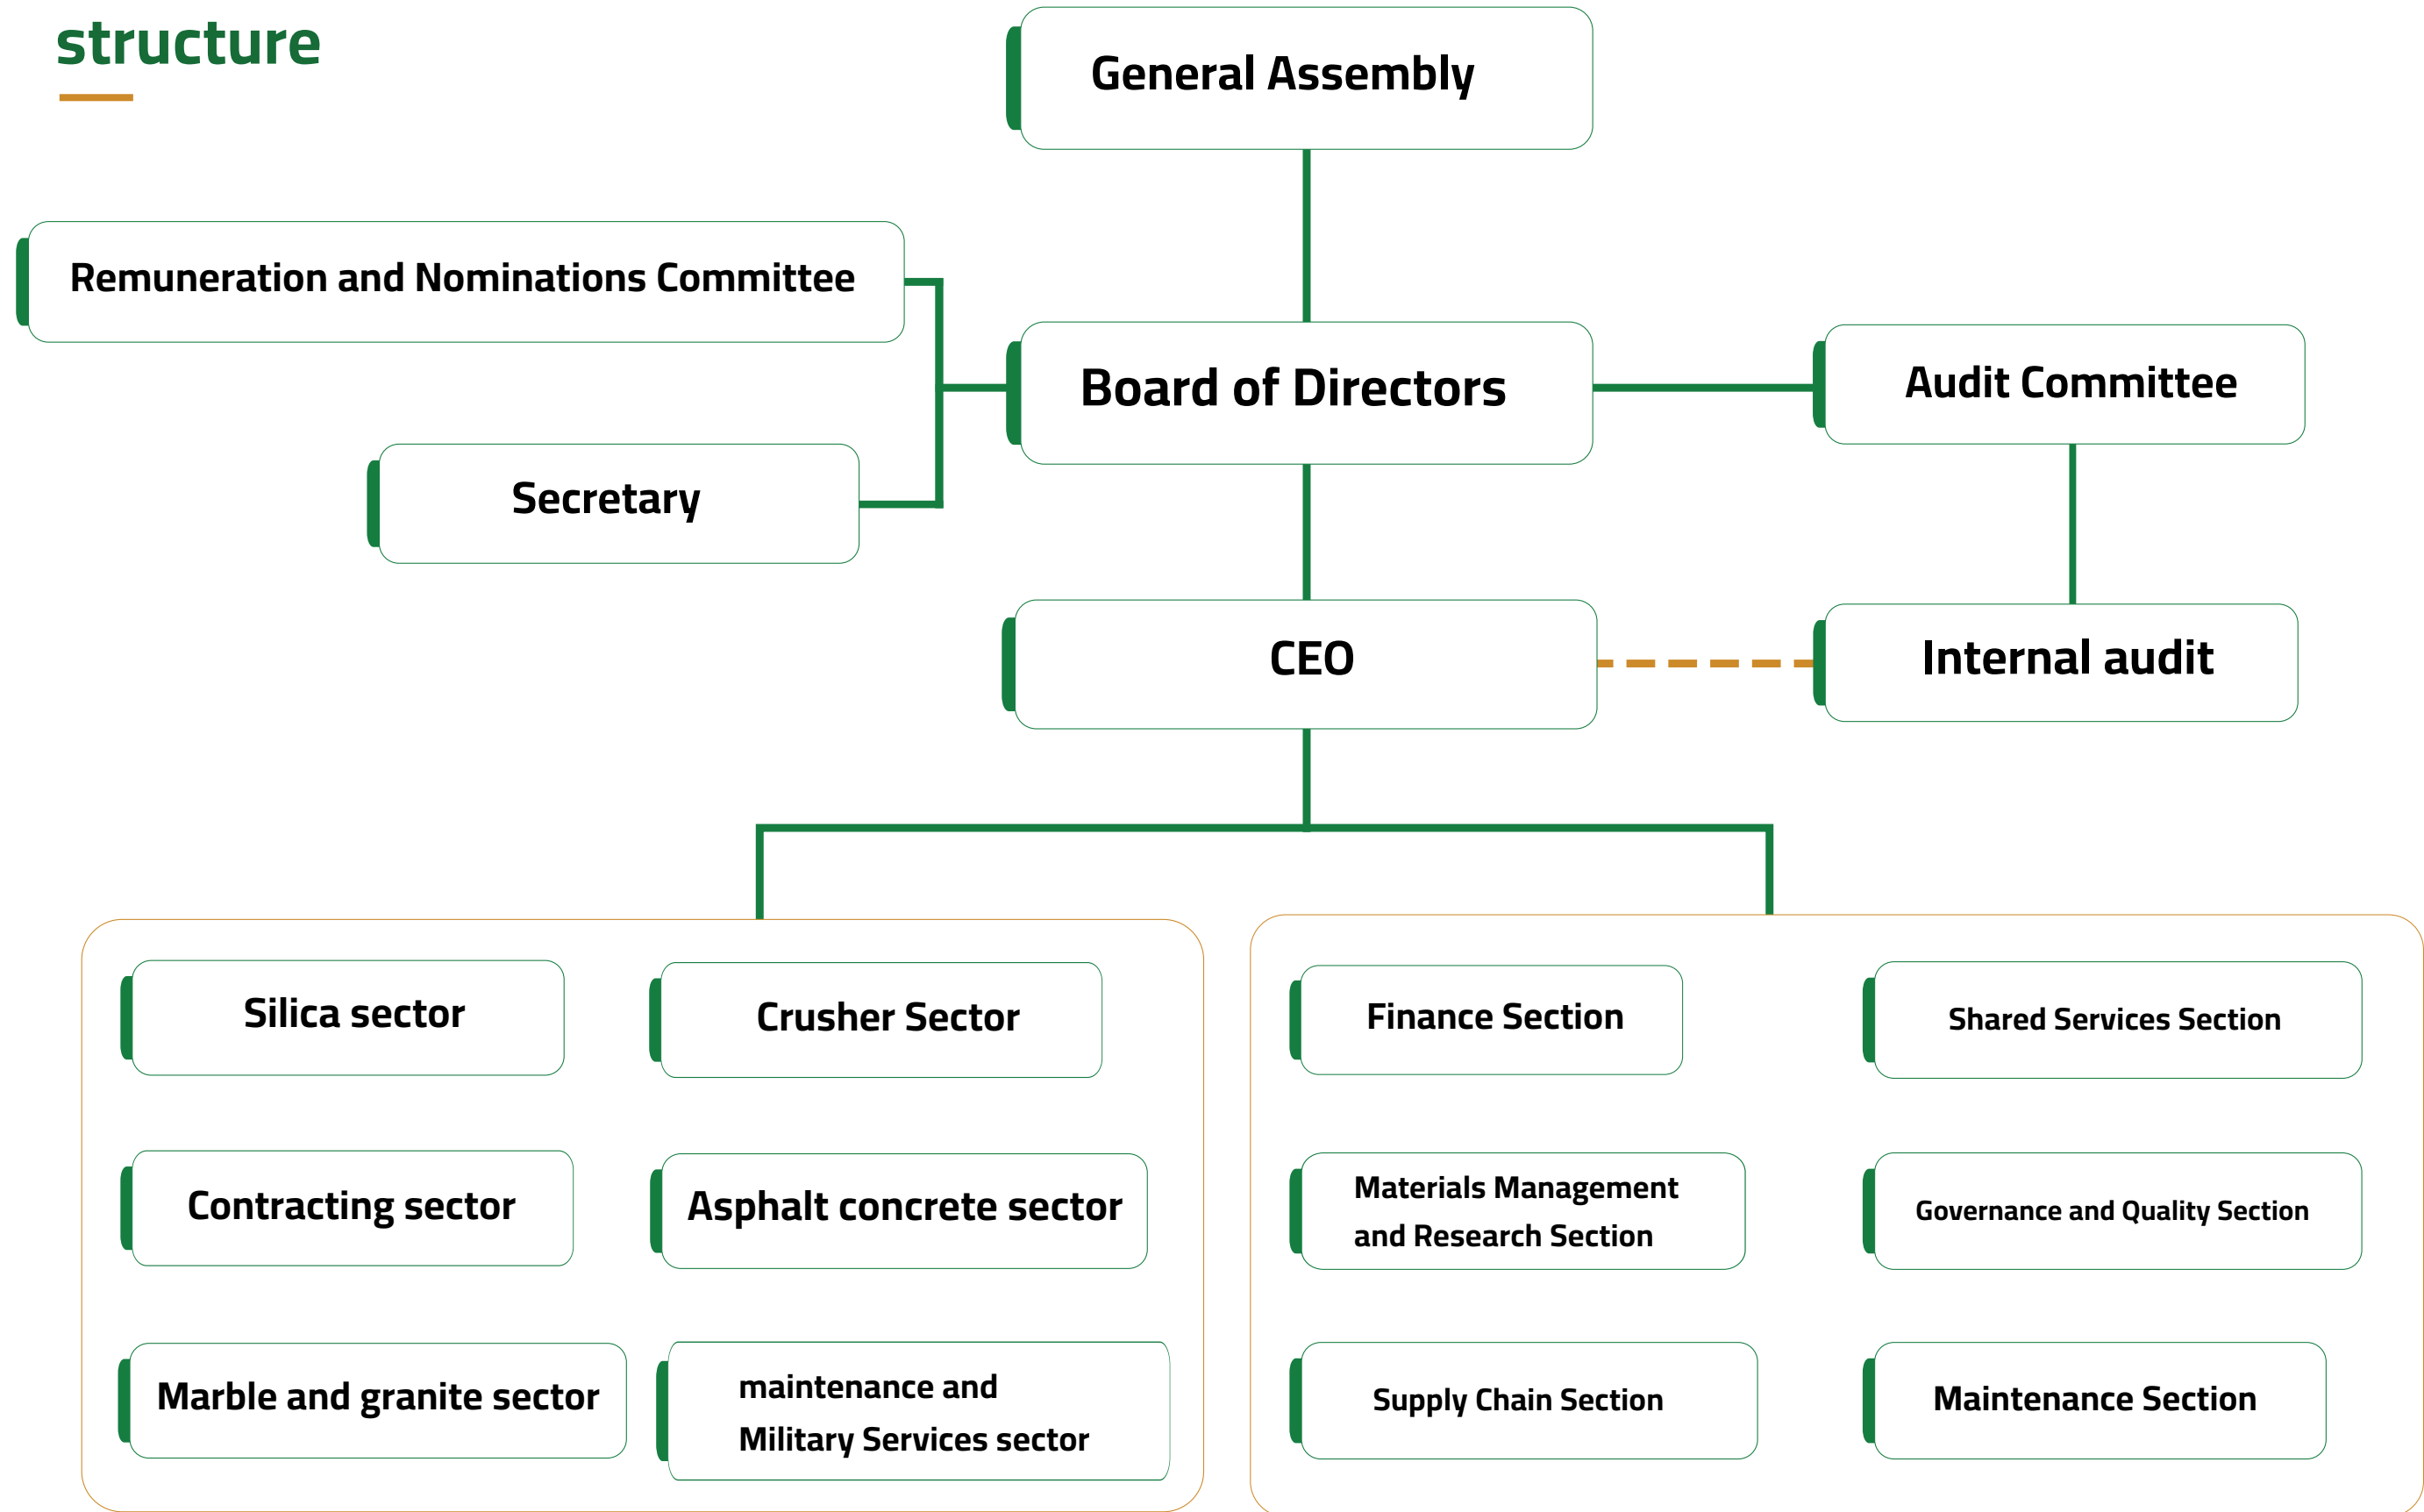 structure
General Assembly
Remuneration and Nominations Committee
Board of Directors
Audit Committee
Secretary
CEO
Internal audit
Silica sector
Crusher Sector
Finance Section
Shared Services Section
Contracting sector
Asphalt concrete sector
Materials Management
and Research Section
Governance and Quality Section
Marble and granite sector
maintenance and
Military Services sector
Supply Chain Section
Maintenance Section